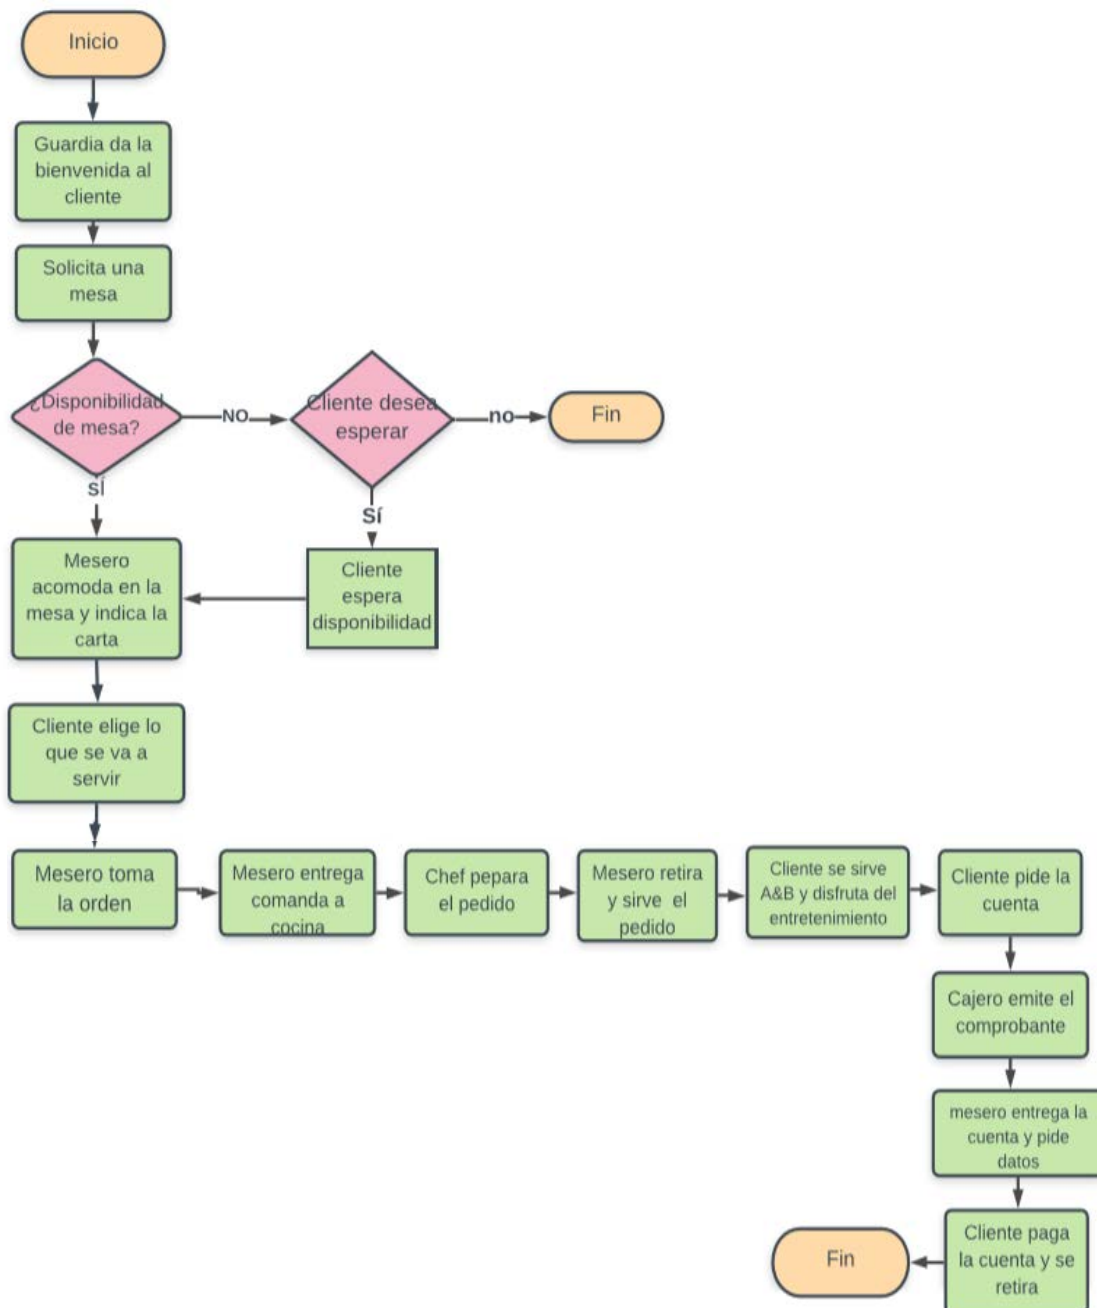 Inicio
Guardia da la
bienvenida al
cliente
Solicita una
mesa
¿Disponibilidad
de mesa?
NO
Cliente desea
esperar
no
Fin
SÍ
Sí
Mesero
acomoda en la
mesa y indica la
carta
Cliente
espera
disponibilidad
Cliente elige lo
que se va a
servir
Mesero toma
la orden
Mesero entrega
comanda a
cocina
Chef pepara
el pedido
Mesero retira
y sirve el
pedido
Cliente se sirve
A&B y disfruta del
entretenimiento
Cliente pide la
cuenta
Cajero emite el
comprobante
mesero entrega la
cuenta y pide
datos
Cliente paga
la cuenta y se
retira
Fin